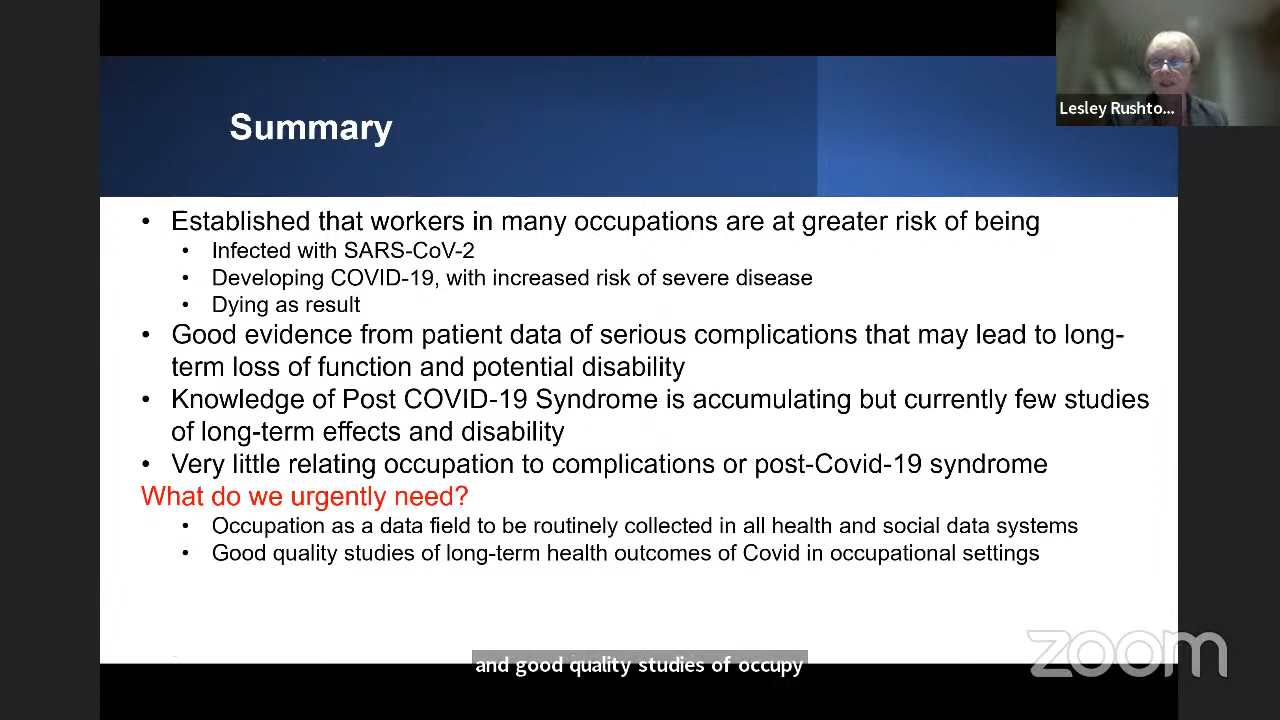 Lesley Rushto...
Summary
• Established that workers in many occupations are at greater risk of being
• Infected with SARS-CoV-2
• Developing COVID-19, with increased risk of severe disease
• Dying as result
• Good evidence from patient data of serious complications that may lead to long-
term loss of function and potential disability
• Knowledge of Post COVID-19 Syndrome is accumulating but currently few studies
of long-term effects and disability
• Very little relating occupation to complications or post-Covid-19 syndrome
What do we urgently need?
• Occupation as a data field to be routinely collected in all health and social data systems
• Good quality studies of long-term health outcomes of Covid in occupational settings
zoom
and good quality studies of occupy